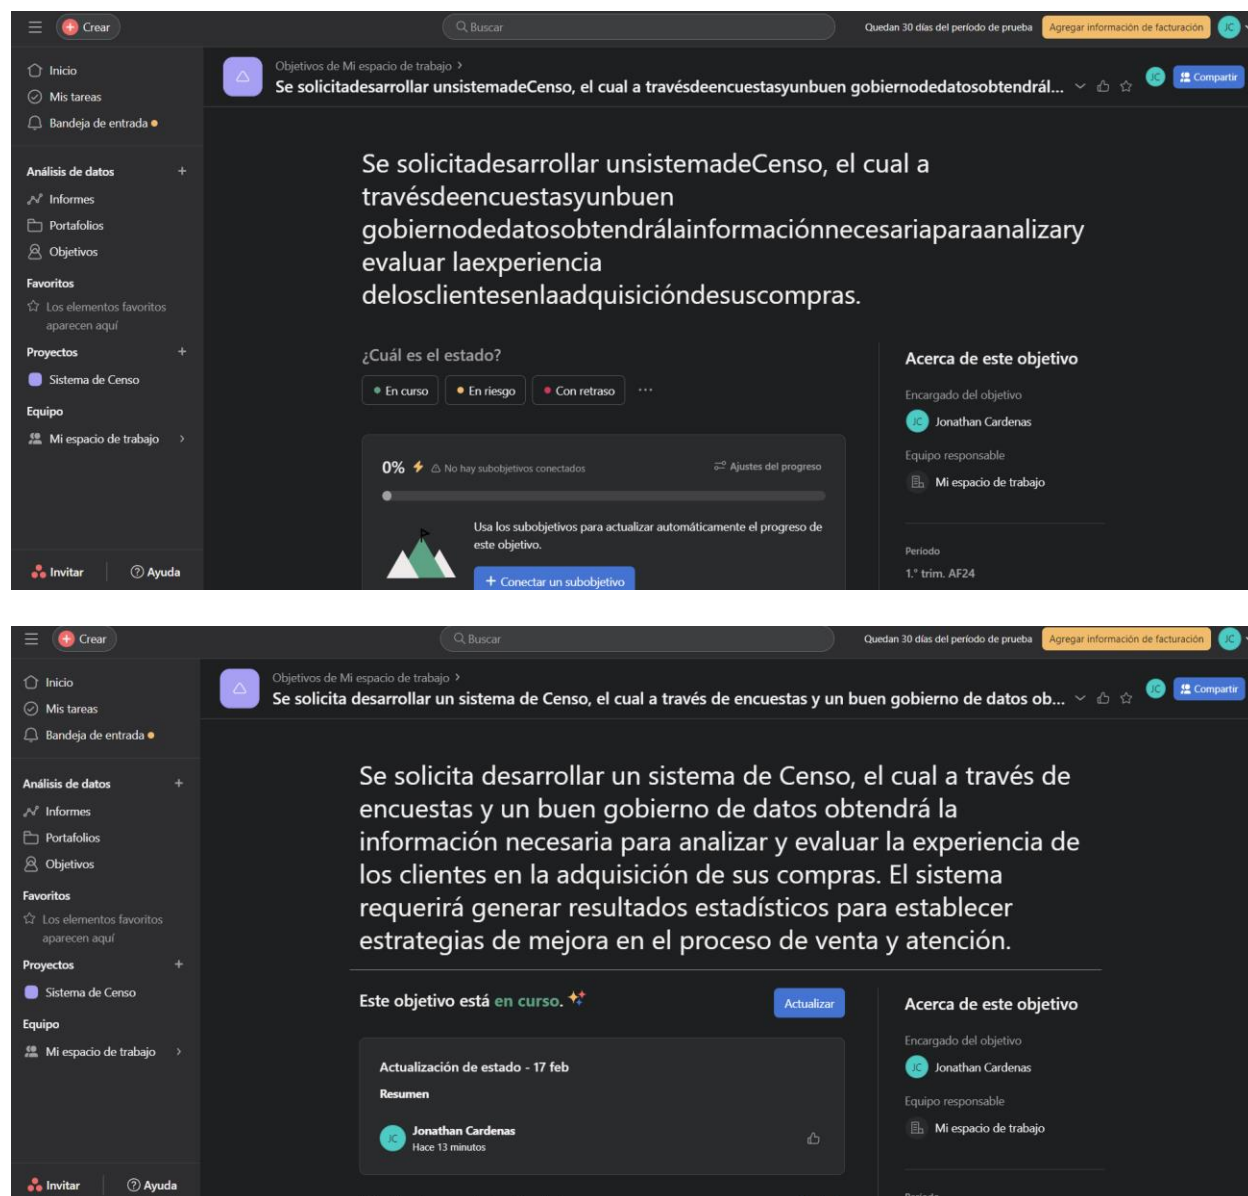 Crear
Buscar
Quedan 30 días del período de prueba
Agregar información de facturación
JC
Inicio
Mis tareas
Bandeja de entrada
Análisis de datos +
Informes
Portafolios
Objetivos
Favoritos
Los elementos favoritos
aparecen aquí
Proyectos +
Sistema de Censo
Equipo
Mi espacio de trabajo >
Invitar
Ayuda
Objetivos de Mi espacio de trabajo >
Se solicitadesarrollar unsistemadeCenso, el cual a travésdeencuestasyunbuen gobiernodedatosobtendrál...
JC
Compartir
Se solicitadesarrollar unsistemadeCenso, el cual a
travésdeencuestasyunbuen
gobiernodedatosobtendrálainformaciónnecesariaparaanalizary
evaluar laexperiencia
delosclientesenlaadquisicióndesuscompras.
¿Cuál es el estado?
En curso
En riesgo
Con retraso
...
0%
No hay subobjetivos conectados
Ajustes del progreso
Usa los subobjetivos para actualizar automáticamente el progreso de
este objetivo.
+ Conectar un subobjetivo
Acerca de este objetivo
Encargado del objetivo
JC Jonathan Cardenas
Equipo responsable
Mi espacio de trabajo
Período
1.° trim. AF24
Crear
Buscar
Quedan 30 días del período de prueba
Agregar información de facturación
JC
Inicio
Mis tareas
Bandeja de entrada
Análisis de datos +
Informes
Portafolios
Objetivos
Favoritos
Los elementos favoritos
aparecen aquí
Proyectos +
Sistema de Censo
Equipo
Mi espacio de trabajo >
Invitar
Ayuda
Objetivos de Mi espacio de trabajo >
Se solicita desarrollar un sistema de Censo, el cual a través de encuestas y un buen gobierno de datos ob...
JC
Compartir
Se solicita desarrollar un sistema de Censo, el cual a través de
encuestas y un buen gobierno de datos obtendrá la
información necesaria para analizar y evaluar la experiencia de
los clientes en la adquisición de sus compras. El sistema
requerirá generar resultados estadísticos para establecer
estrategias de mejora en el proceso de venta y atención.
Este objetivo está en curso.
Actualizar
Actualización de estado - 17 feb
Resumen
JC Jonathan Cardenas
Hace 13 minutos
Acerca de este objetivo
Encargado del objetivo
JC Jonathan Cardenas
Equipo responsable
Mi espacio de trabajo